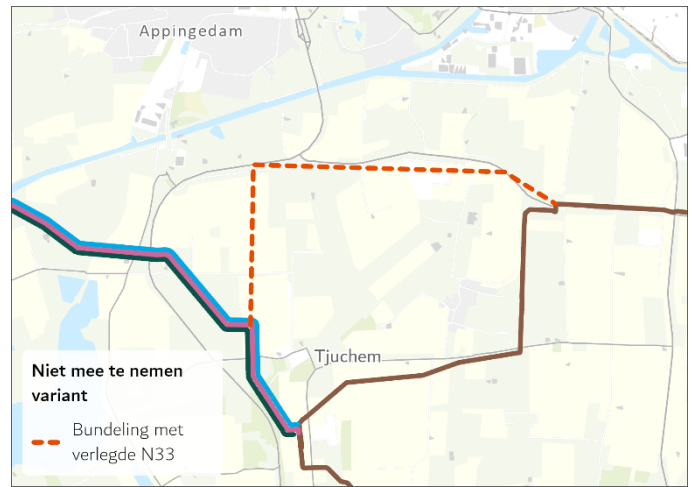 Appingedam
Tjuchem
Niet mee te nemen
variant
Bundeling met
verlegde N33